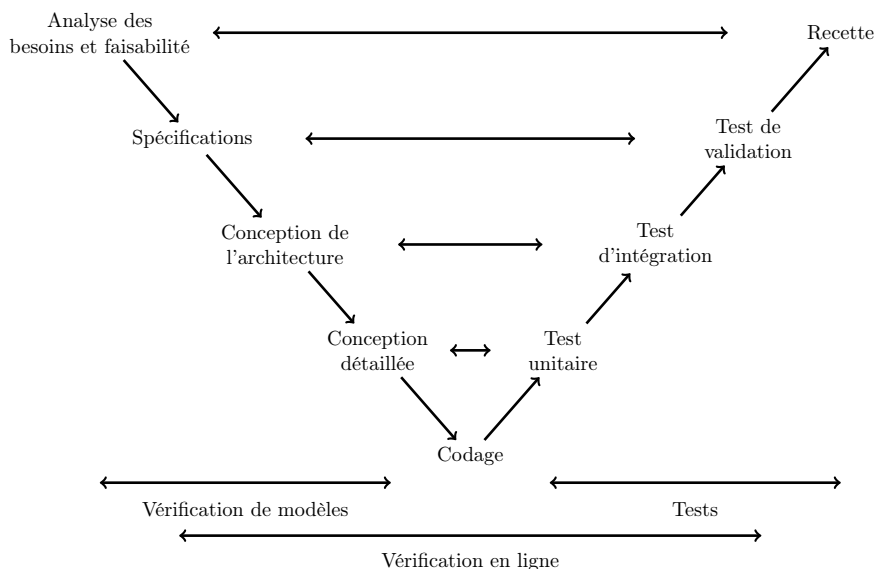 Analyse des
besoins et faisabilité
Recette
Spécifications
Test de
validation
Conception de
l'architecture
Test
d'intégration
Conception
détaillée
Test
unitaire
Codage
Vérification de modèles
Tests
Vérification en ligne